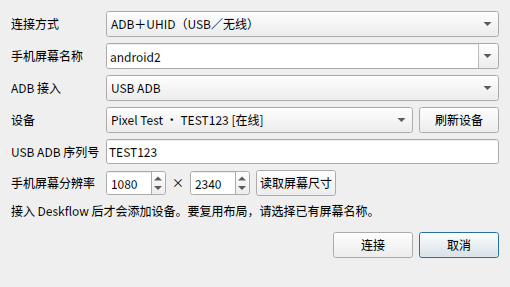 连接方式 ADB＋UHID（USB／无线）
手机屏幕名称 android2
ADB 接入 USB ADB
设备 Pixel Test · TEST123 [在线] 刷新设备
USB ADB 序列号 TEST123
手机屏幕分辨率 1080 × 2340 读取屏幕尺寸
接入 Deskflow 后才会添加设备。要复用布局，请选择已有屏幕名称。
连接 取消